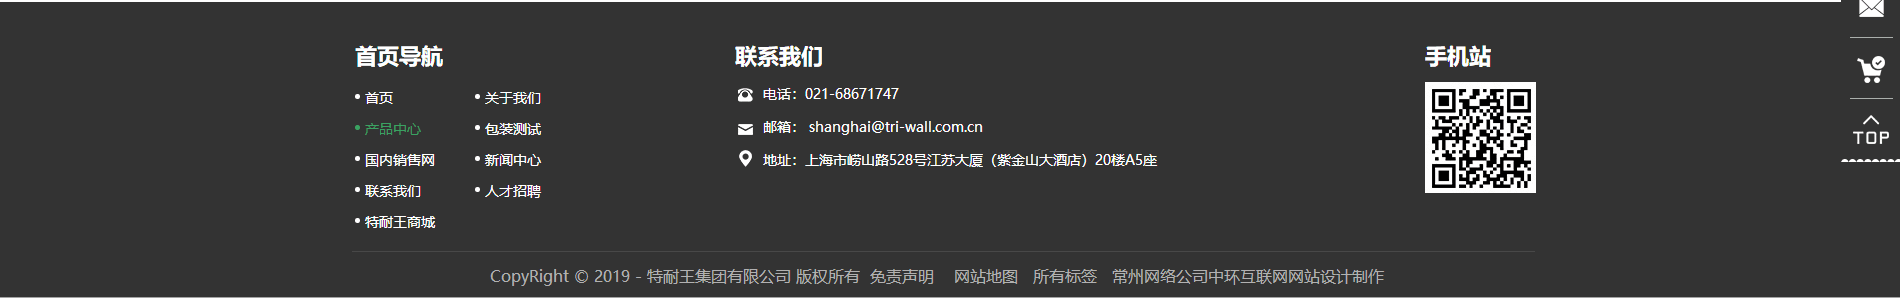 首页导航
首页
关于我们
产品中心
包装测试
国内销售网
新闻中心
联系我们
人才招聘
特耐王商城
联系我们
电话：021-68671747
邮箱： shanghai@tri-wall.com.cn
地址：上海市崂山路528号江苏大厦（紫金山大酒店）20楼A5座
手机站
TOP
CopyRight © 2019 - 特耐王集团有限公司 版权所有 免责声明 网站地图 所有标签 常州网络公司中环互联网网站设计制作